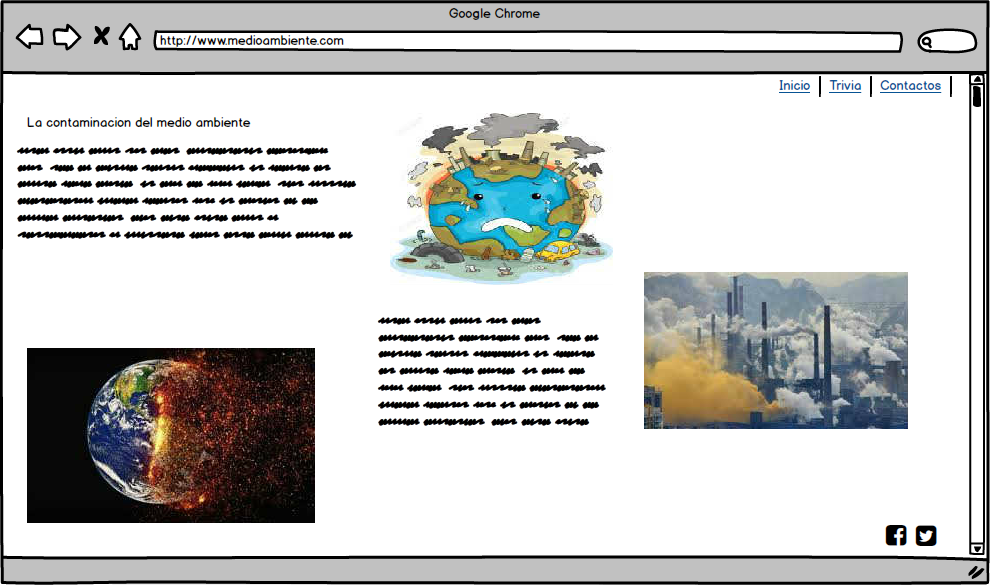 Google Chrome
http://www.medioambiente.com
Inicio
Trivia
Contactos
La contaminacion del medio ambiente